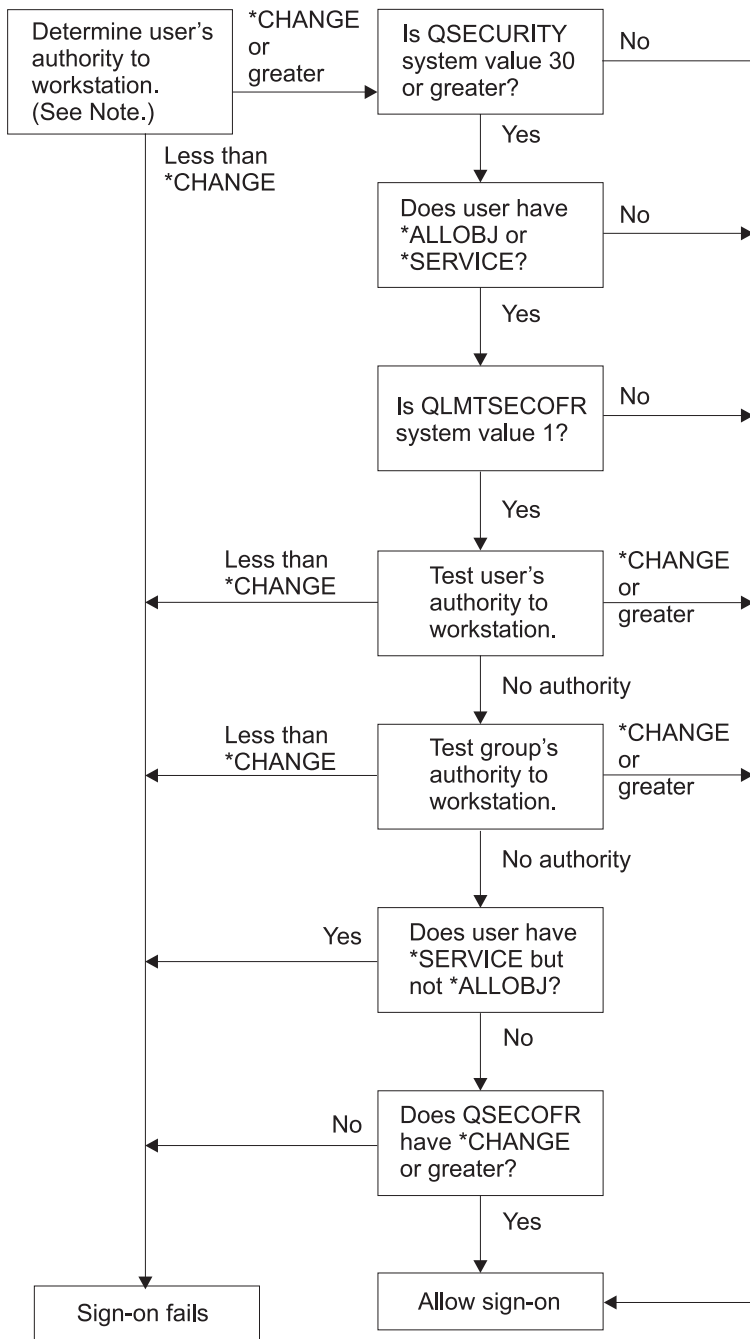 Determine user's
authority to
workstation.
(See Note.)
*CHANGE
or
greater
Is QSECURITY
system value 30
or greater?
No
Less than
*CHANGE
Yes
Does user have
*ALLOBJ or
*SERVICE?
No
Yes
Is QLMTSECOFR
system value 1?
No
Yes
Less than
*CHANGE
Test user's
authority to
workstation.
*CHANGE
or
greater
No authority
Less than
*CHANGE
Test group's
authority to
workstation.
*CHANGE
or
greater
No authority
Yes
Does user have
*SERVICE but
not *ALLOBJ?
No
No
Does QSECOFR
have *CHANGE
or greater?
Yes
Sign-on fails
Allow sign-on